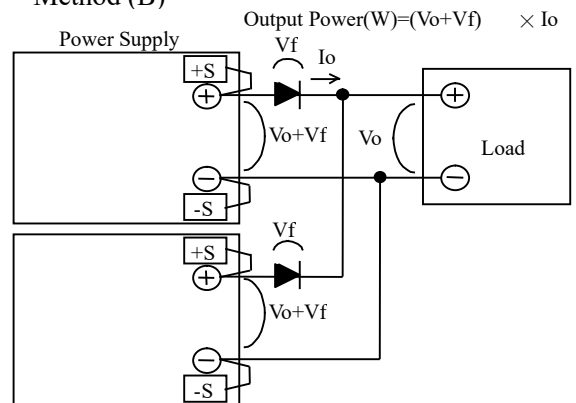 Method (B)
Output Power(W)=(Vo+Vf) × Io
Power Supply
Vf
Io
+S
+
+
Vo+Vf
Vo
Load
−
−
-S
Vf
+S
+
Vo+Vf
−
-S